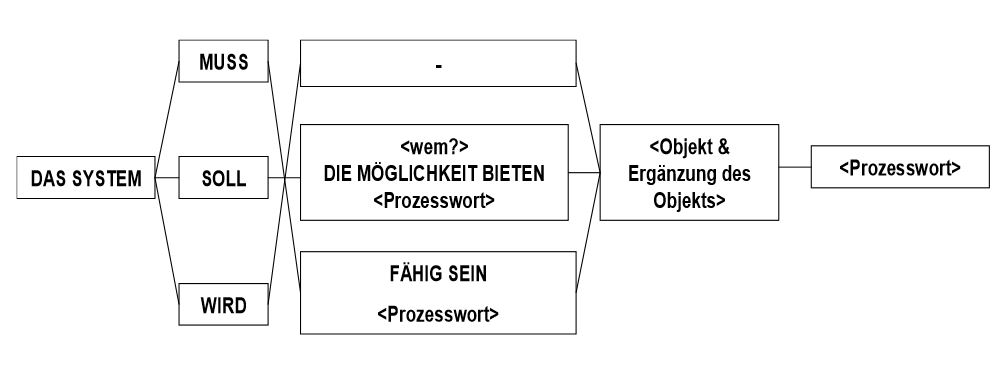 DAS SYSTEM
MUSS
SOLL
WIRD
-
<wem?>
DIE MÖGLICHKEIT BIETEN
<Prozesswort>
FÄHIG SEIN
<Prozesswort>
<Objekt &
Ergänzung des
Objekts>
<Prozesswort>